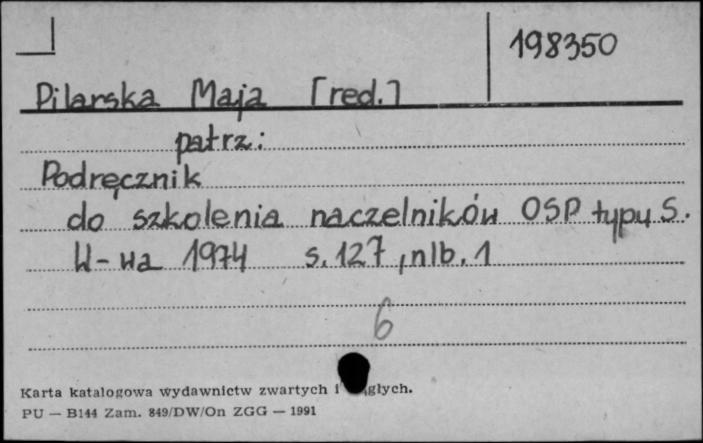 198350
Pilarska Maja [red.]
patrz:
Podręcznik
do szkolenia naczelników OSP typu S.
W-wa 1974 s. 127, nlb. 1
6
Karta katalogowa wydawnictw zwartych i głych.
PU — B144 Zam. 849/DW/On ZGG — 1991